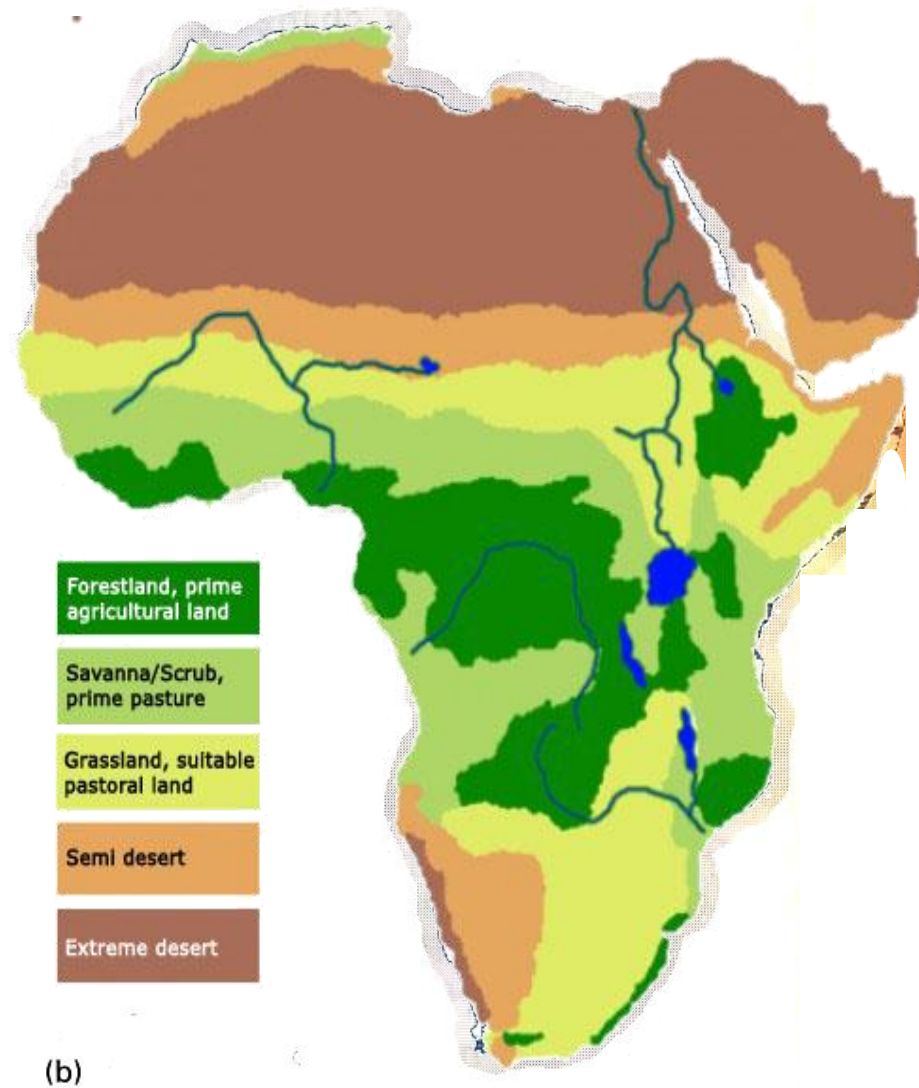 Forestland, prime
agricultural land
Savanna/Scrub,
prime pasture
Grassland, suitable
pastoral land
Semi desert
Extreme desert
(b)